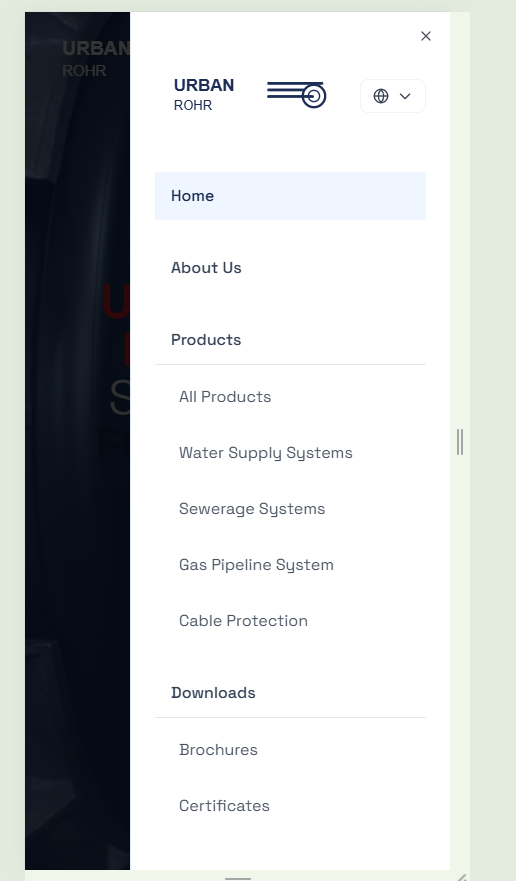 URBAN
ROHR
URBAN
ROHR
Home
About Us
Products
All Products
Water Supply Systems
Sewerage Systems
Gas Pipeline System
Cable Protection
Downloads
Brochures
Certificates